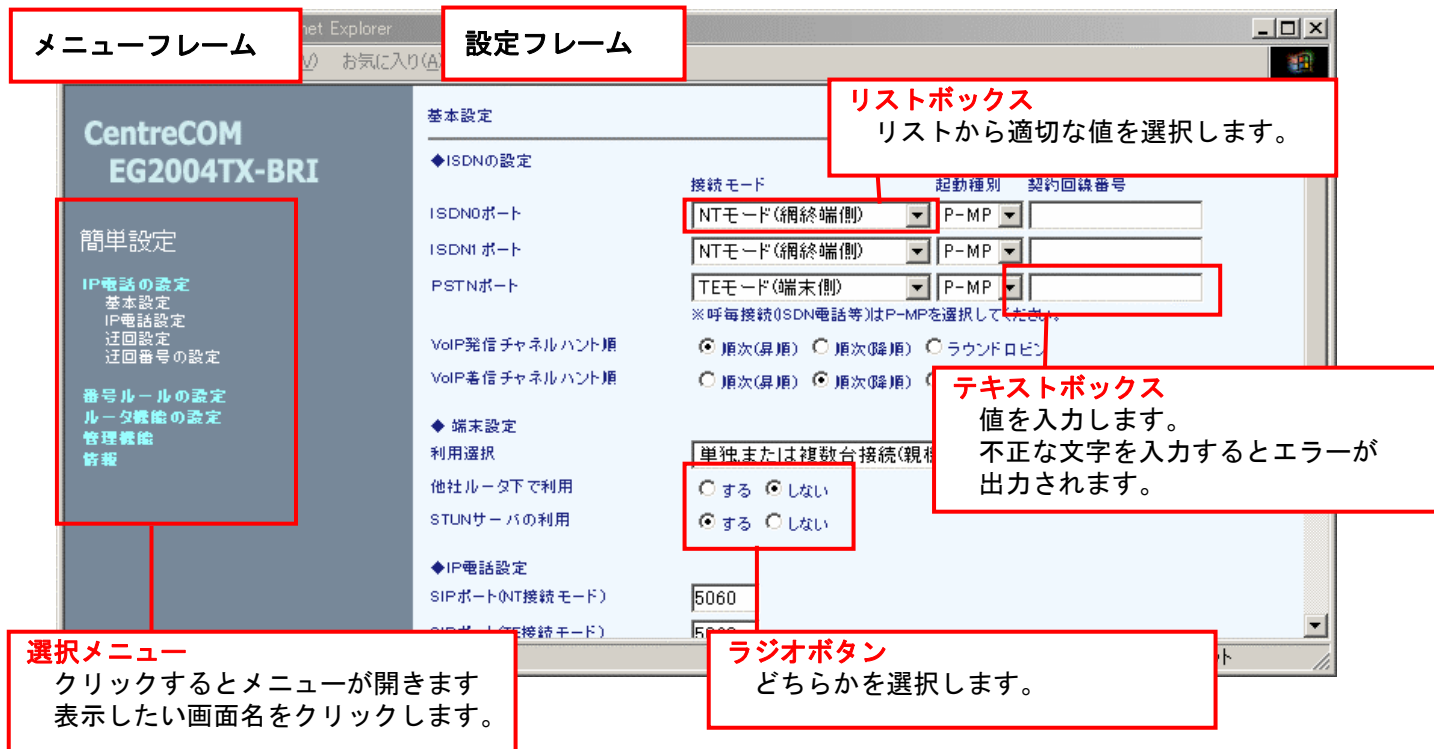 メニューフレーム
net Explorer
設定フレーム
V) お気に入り(A)
リストボックス
リストから適切な値を選択します。
CentreCOM
EG2004TX-BRI
簡単設定
IP電話の設定
基本設定
IP電話設定
迂回設定
迂回番号の設定
番号ルールの設定
ルータ機能の設定
管理機能
情報
基本設定
◆ISDNの設定
接続モード 起動種別 契約回線番号
ISDN0ポート NTモード(網終端側) P-MP
ISDN1ポート NTモード(網終端側) P-MP
PSTNポート TEモード(端末側) P-MP
※呼毎接続(ISDN電話等)はP-MPを選択してください。
VoIP発信チャネルハント順 順次(昇順) 順次(降順) ラウンドロビン
VoIP着信チャネルハント順 順次(昇順) 順次(降順)
テキストボックス
値を入力します。
不正な文字を入力するとエラーが
出力されます。
◆ 端末設定
利用選択 単独または複数台接続(親機
他社ルータ下で利用 する しない
STUNサーバの利用 する しない
◆IP電話設定
SIPポート(NT接続モード) 5060
SIPポート(TE接続モード)
選択メニュー
クリックするとメニューが開きます
表示したい画面名をクリックします。
ラジオボタン
どちらかを選択します。